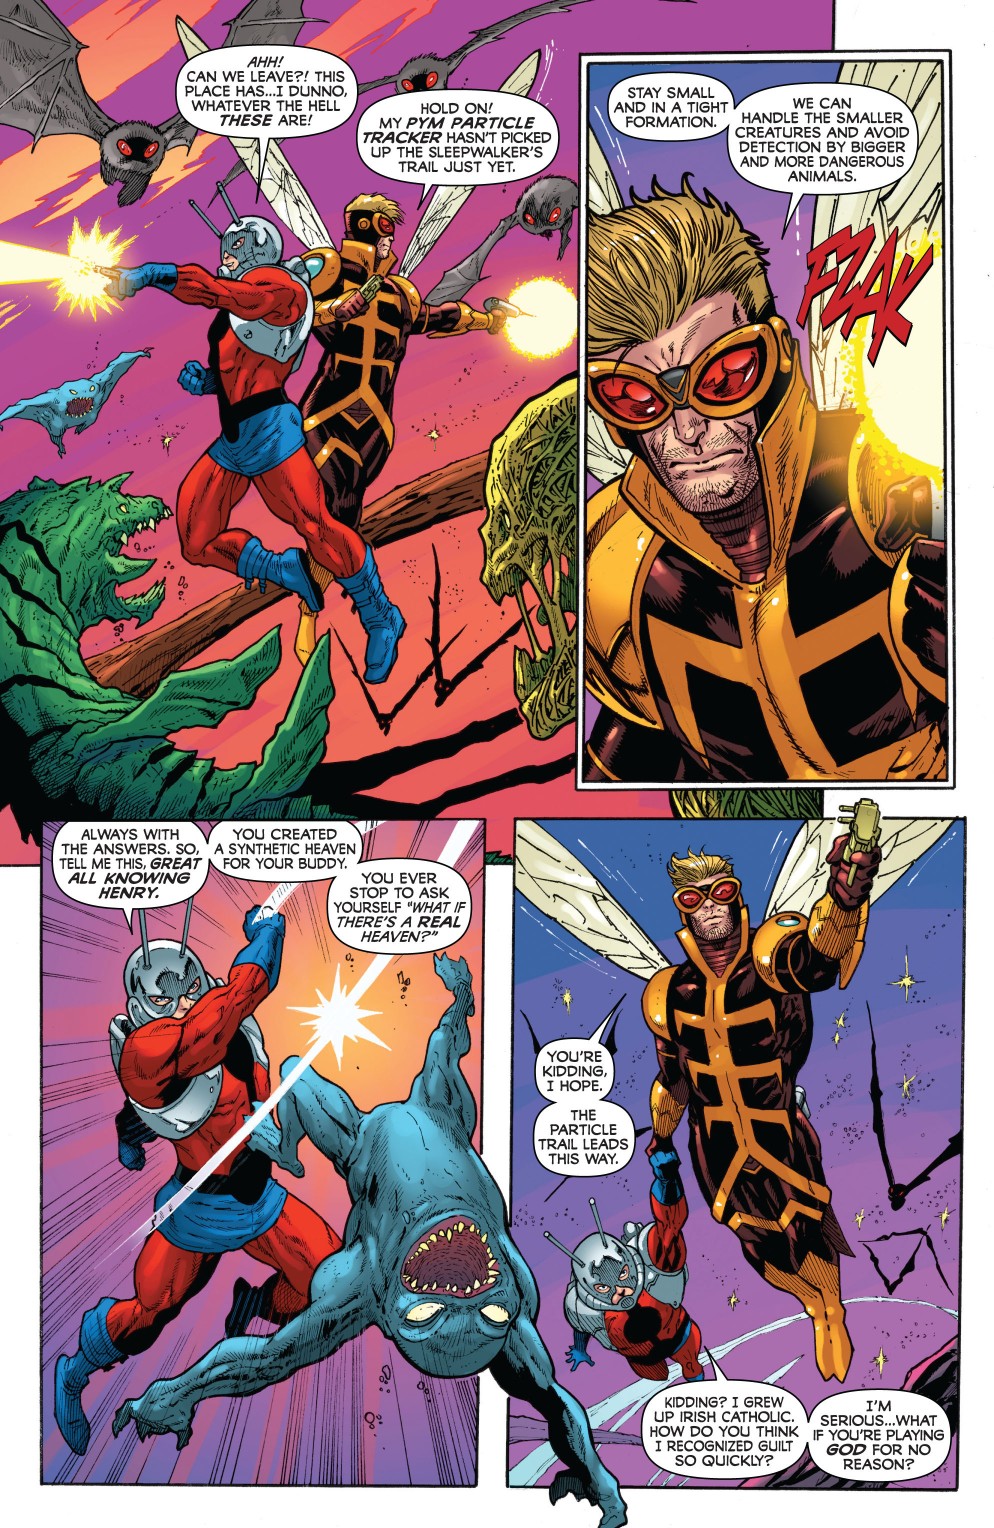 AHH!
CAN WE LEAVE?! THIS
PLACE HAS...I DUNNO,
WHATEVER THE HELL
THESE ARE!
HOLD ON!
MY PYM PARTICLE
TRACKER HASN'T PICKED
UP THE SLEEPWALKER'S
TRAIL JUST YET.
STAY SMALL
AND IN A TIGHT
FORMATION.
WE CAN
HANDLE THE SMALLER
CREATURES AND AVOID
DETECTION BY BIGGER
AND MORE DANGEROUS
ANIMALS.
FZAK
ALWAYS WITH
THE ANSWERS. SO,
TELL ME THIS, GREAT
ALL KNOWING
HENRY.
YOU CREATED
A SYNTHETIC HEAVEN
FOR YOUR BUDDY.
YOU EVER
STOP TO ASK
YOURSELF "WHAT IF
THERE'S A REAL
HEAVEN?"
YOU'RE
KIDDING,
I HOPE.
THE
PARTICLE
TRAIL LEADS
THIS WAY.
KIDDING? I GREW
UP IRISH CATHOLIC.
HOW DO YOU THINK
I RECOGNIZED GUILT
SO QUICKLY?
I'M
SERIOUS...WHAT
IF YOU'RE PLAYING
GOD FOR NO
REASON?